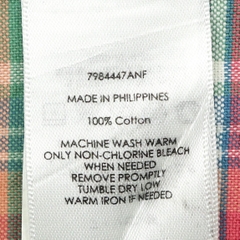 7984447ANF
MADE IN PHILIPPINES
100% Cotton
MACHINE WASH WARM
ONLY NON-CHLORINE BLEACH
WHEN NEEDED
REMOVE PROMPTLY
TUMBLE DRY LOW
WARM IRON IF NEEDED